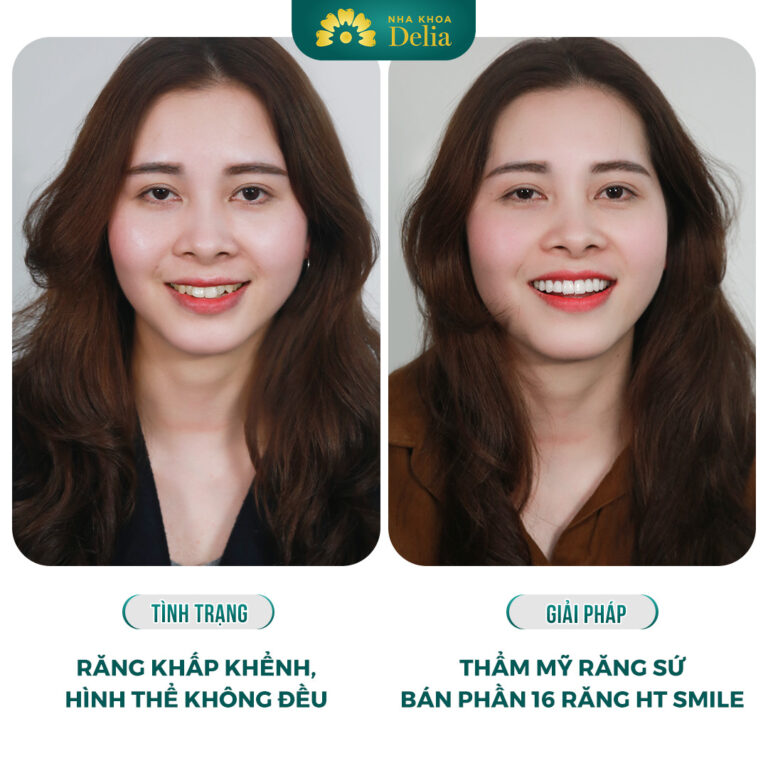 NHA KHOA
Delia
TÌNH TRẠNG
RĂNG KHẤP KHỂNH,
HÌNH THỂ KHÔNG ĐỀU
GIẢI PHÁP
THẨM MỸ RĂNG SỨ
BÁN PHẦN 16 RĂNG HT SMILE